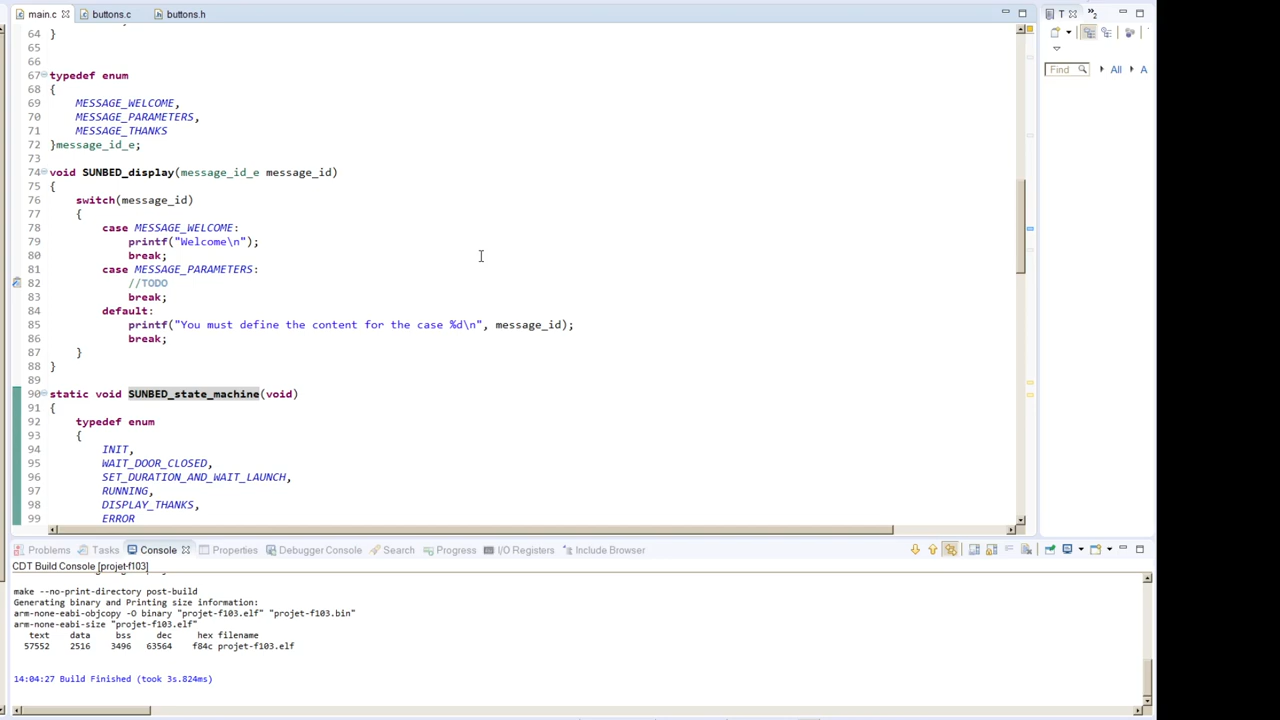 main.c buttons.c buttons.h T »2
64 }
65
66
67 typedef enum
68 {
69 MESSAGE_WELCOME,
70 MESSAGE_PARAMETERS,
71 MESSAGE_THANKS
72 }message_id_e;
73
74 void SUNBED_display(message_id_e message_id)
75 {
76 switch(message_id)
77 {
78 case MESSAGE_WELCOME:
79 printf("Welcome\n");
80 break;
81 case MESSAGE_PARAMETERS:
82 //TODO
83 break;
84 default:
85 printf("You must define the content for the case %d\n", message_id);
86 break;
87 }
88 }
89
90 static void SUNBED_state_machine(void)
91 {
92 typedef enum
93 {
94 INIT,
95 WAIT_DOOR_CLOSED,
96 SET_DURATION_AND_WAIT_LAUNCH,
97 RUNNING,
98 DISPLAY_THANKS,
99 ERROR
Find All A
Problems Tasks Console Properties Debugger Console Search Progress I/O Registers Include Browser
CDT Build Console [projet-f103]
make --no-print-directory post-build
Generating binary and Printing size information:
arm-none-eabi-objcopy -O binary "projet-f103.elf" "projet-f103.bin"
arm-none-eabi-size "projet-f103.elf"
text data bss dec hex filename
57552 2516 3496 63564 f84c projet-f103.elf
14:04:27 Build Finished (took 3s.824ms)